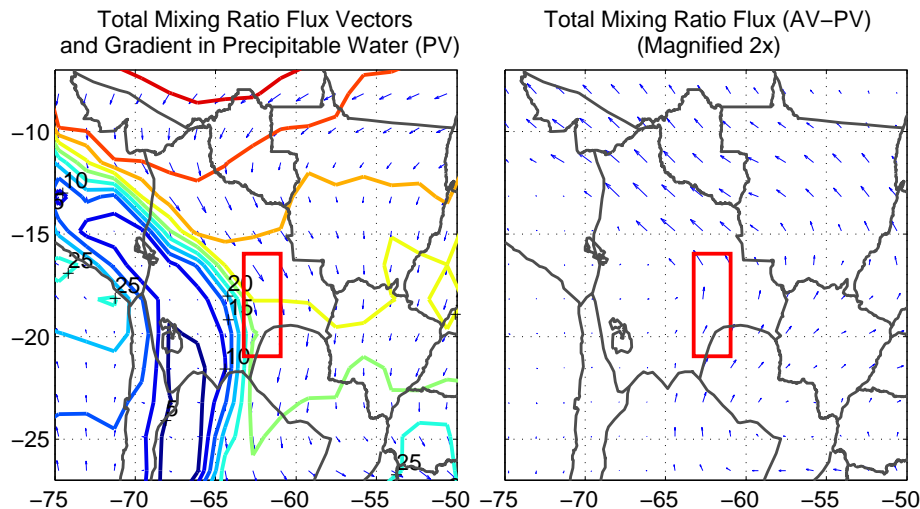 Total Mixing Ratio Flux Vectors
and Gradient in Precipitable Water (PV)
Total Mixing Ratio Flux (AV−PV)
(Magnified 2x)
−10
−15
−20
−25
10
25
25
20
15
10
5
25
−75 −70 −65 −60 −55 −50
−75 −70 −65 −60 −55 −50